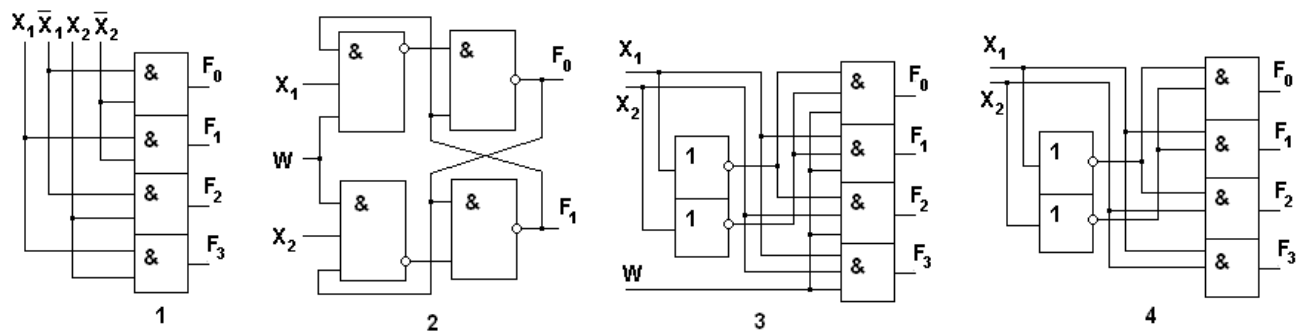 X₁ X̅₁ X₂ X̅₂
& F₀
& F₁
& F₂
& F₃
1
& & F₀
X₁
W
& & F₁
X₂
2
X₁
X₂
& F₀
1 & F₁
1 & F₂
& F₃
W
3
X₁
X₂
& F₀
1 & F₁
1 & F₂
& F₃
4